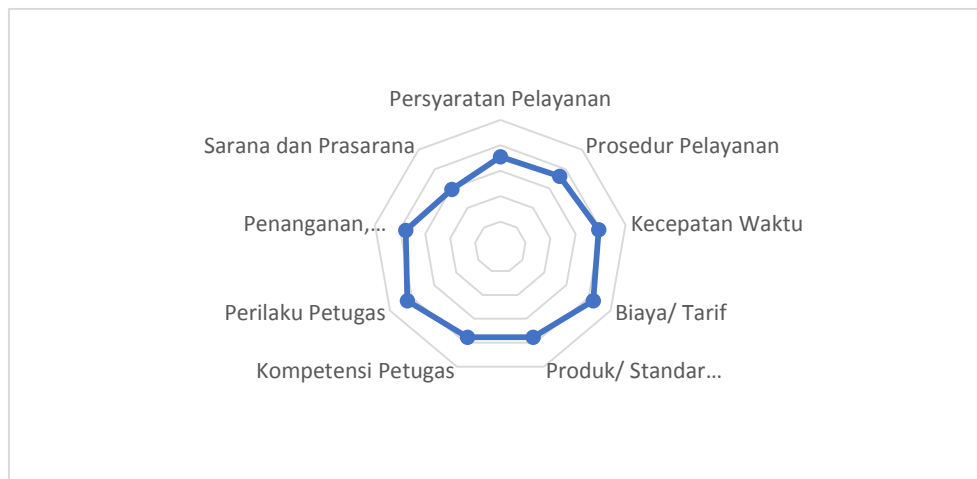 Persyaratan Pelayanan
Prosedur Pelayanan
Kecepatan Waktu
Biaya/ Tarif
Produk/ Standar...
Kompetensi Petugas
Perilaku Petugas
Penanganan,...
Sarana dan Prasarana